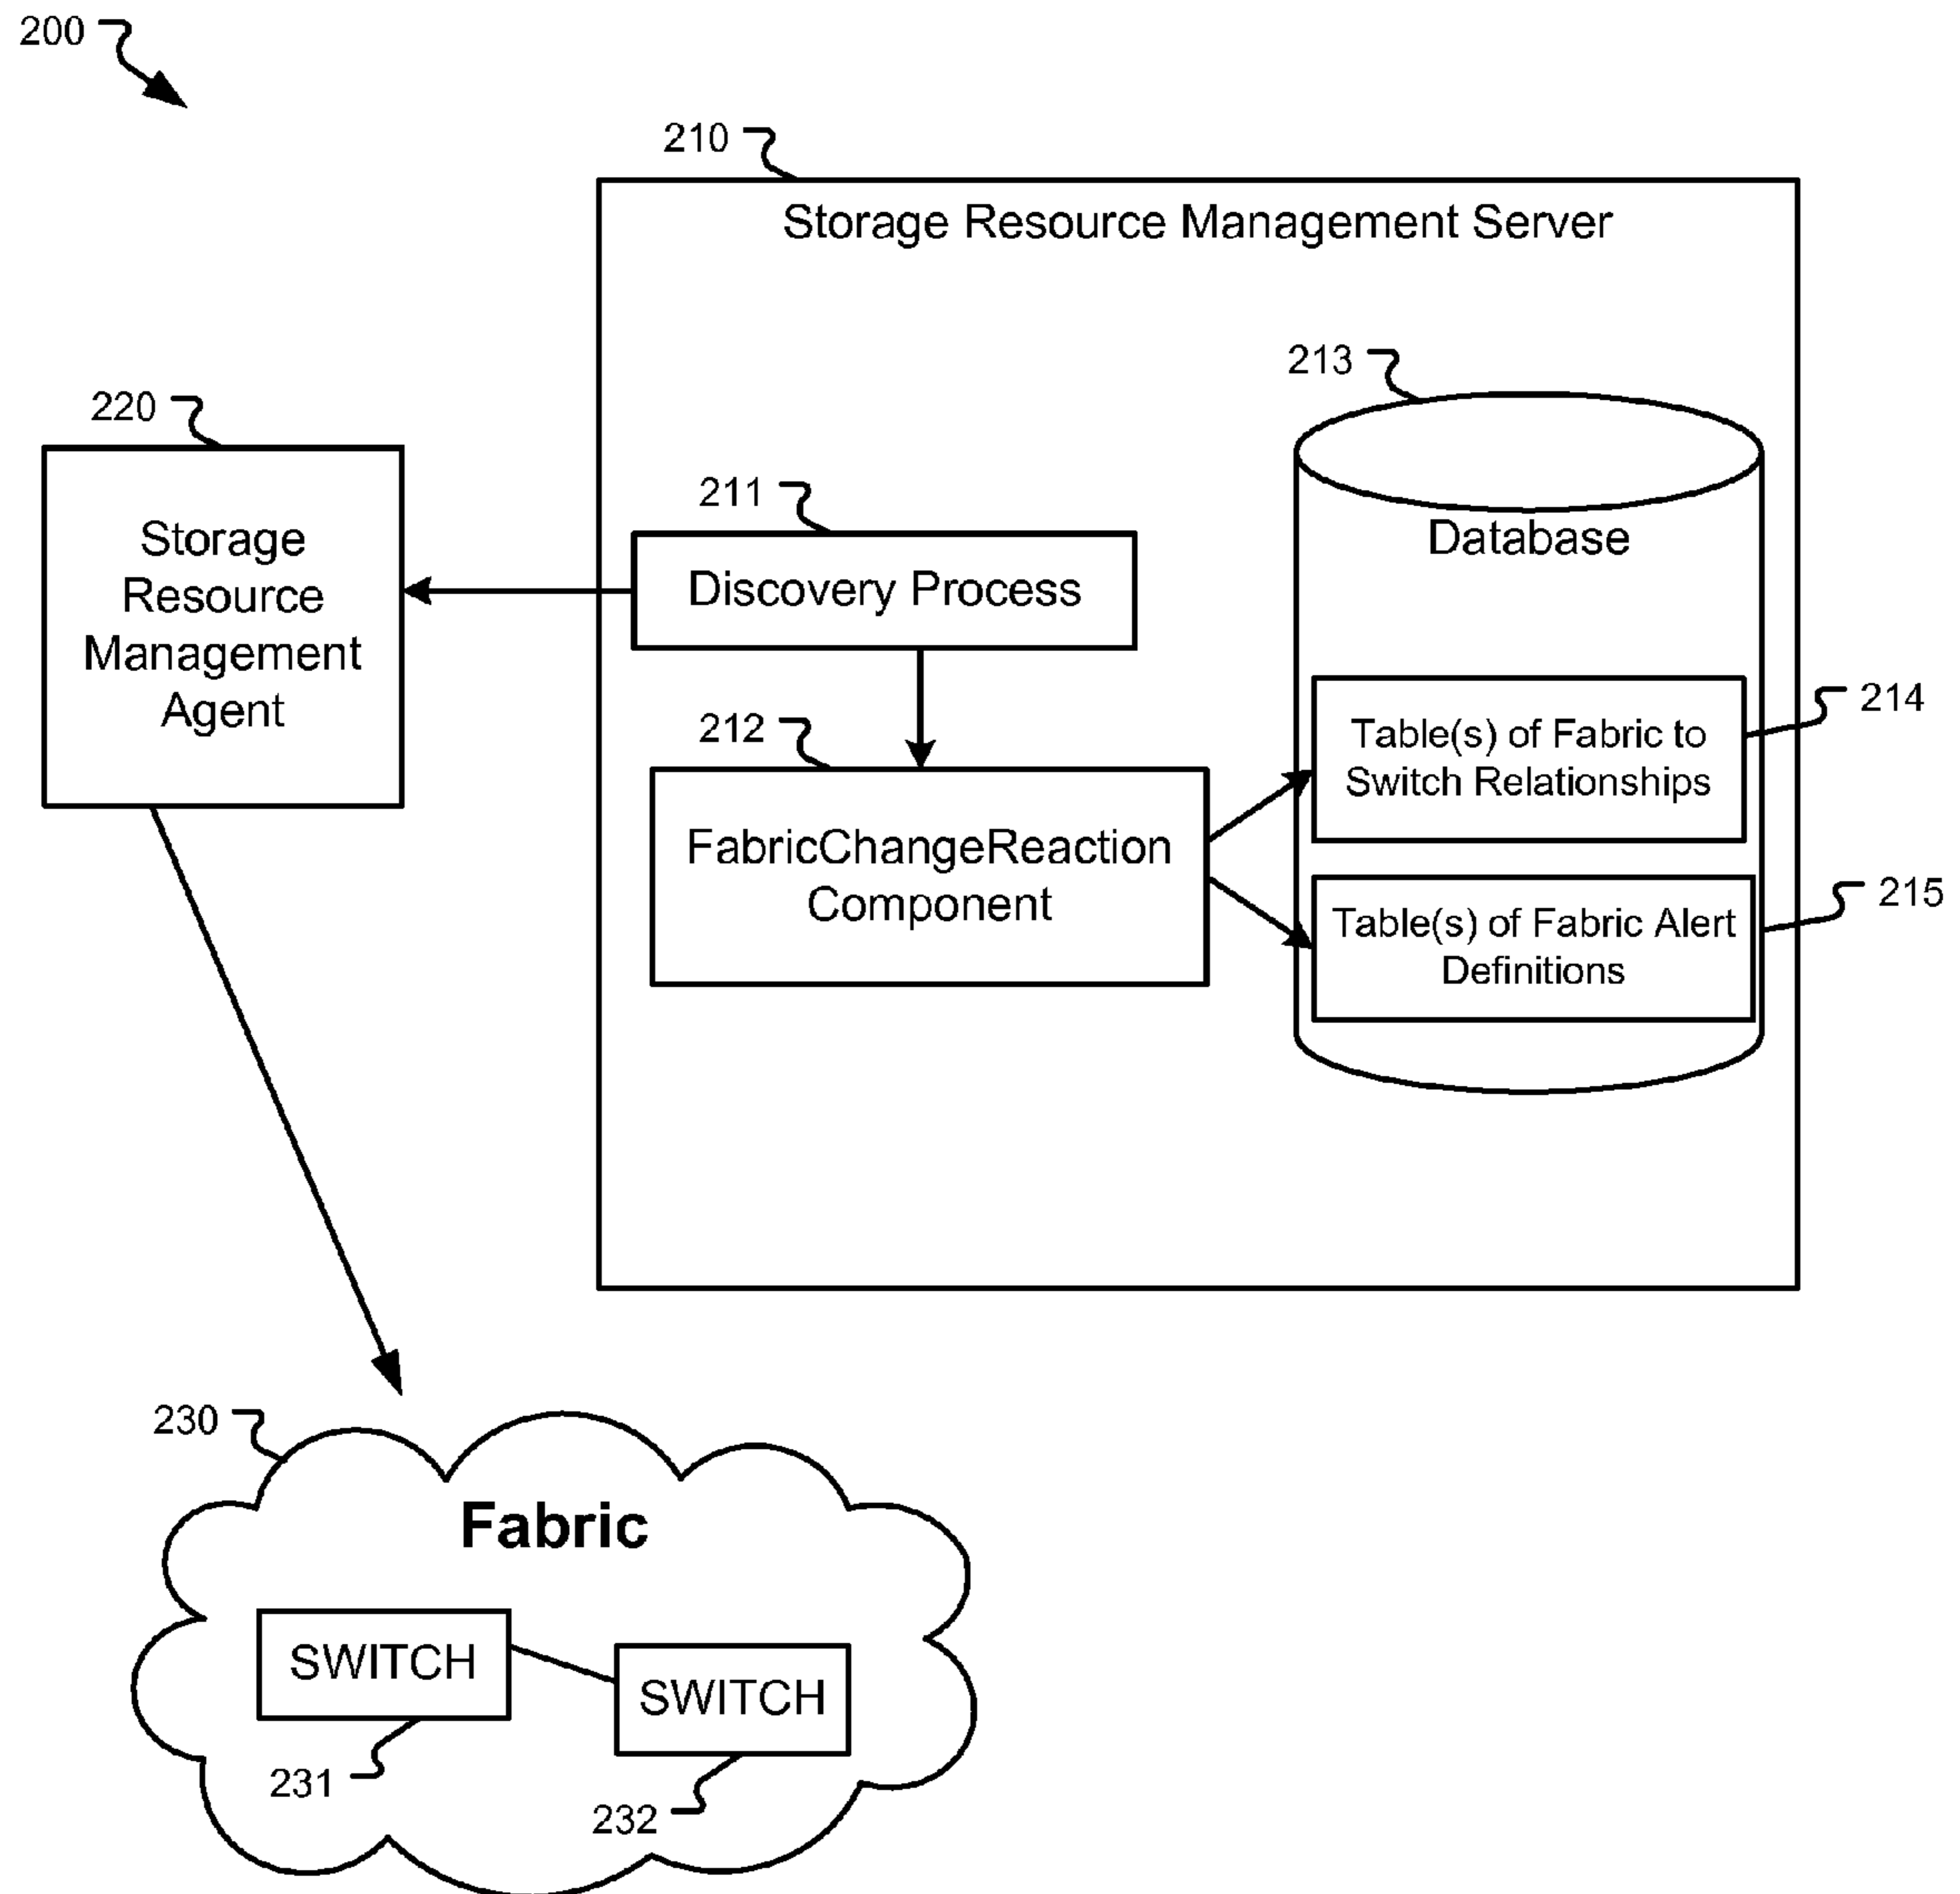 200
210
Storage Resource Management Server
213
220
Database
211
Storage
Resource
Management
Agent
Discovery Process
214
Table(s) of Fabric to
Switch Relationships
212
FabricChangeReaction
Component
215
Table(s) of Fabric Alert
Definitions
230
Fabric
SWITCH
SWITCH
231
232